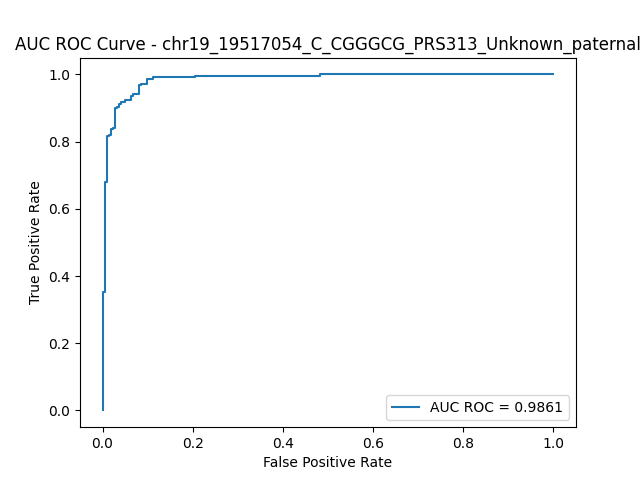 AUC ROC Curve - chr19_19517054_C_CGGGCG_PRS313_Unknown_paternal
1.0
0.8
0.6
0.4
0.2
0.0
True Positive Rate
AUC ROC = 0.9861
0.0 0.2 0.4 0.6 0.8 1.0
False Positive Rate